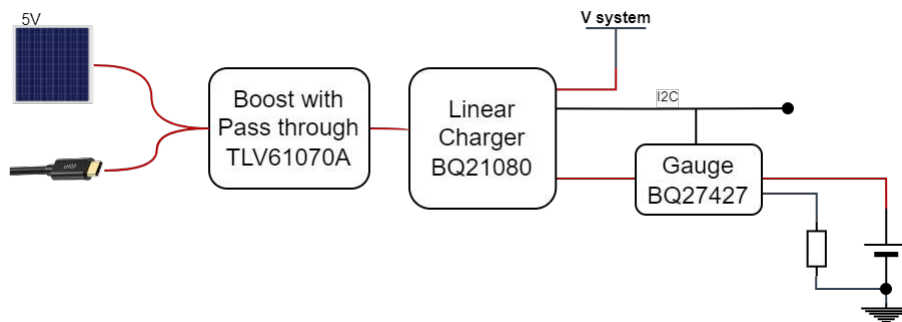 5V
V system
Boost with
Pass through
TLV61070A
Linear
Charger
BQ21080
I2C
Gauge
BQ27427